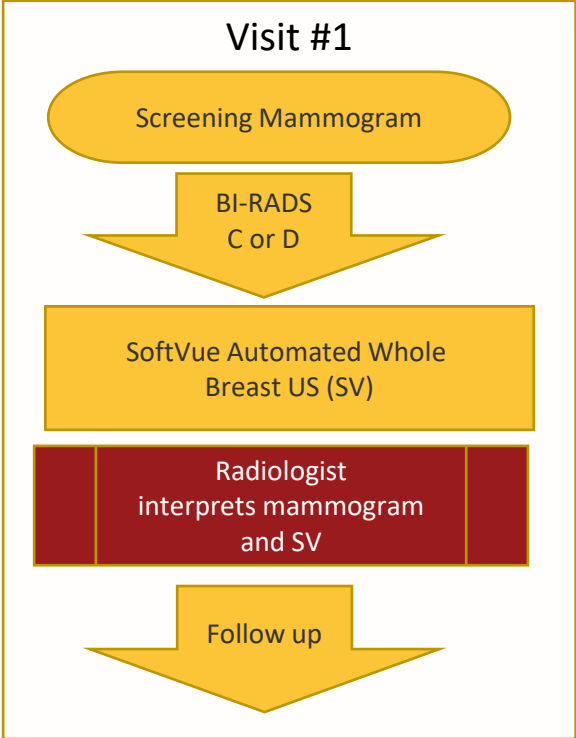 Visit #1
Screening Mammogram
BI-RADS
C or D
SoftVue Automated Whole
Breast US (SV)
Radiologist
interprets mammogram
and SV
Follow up